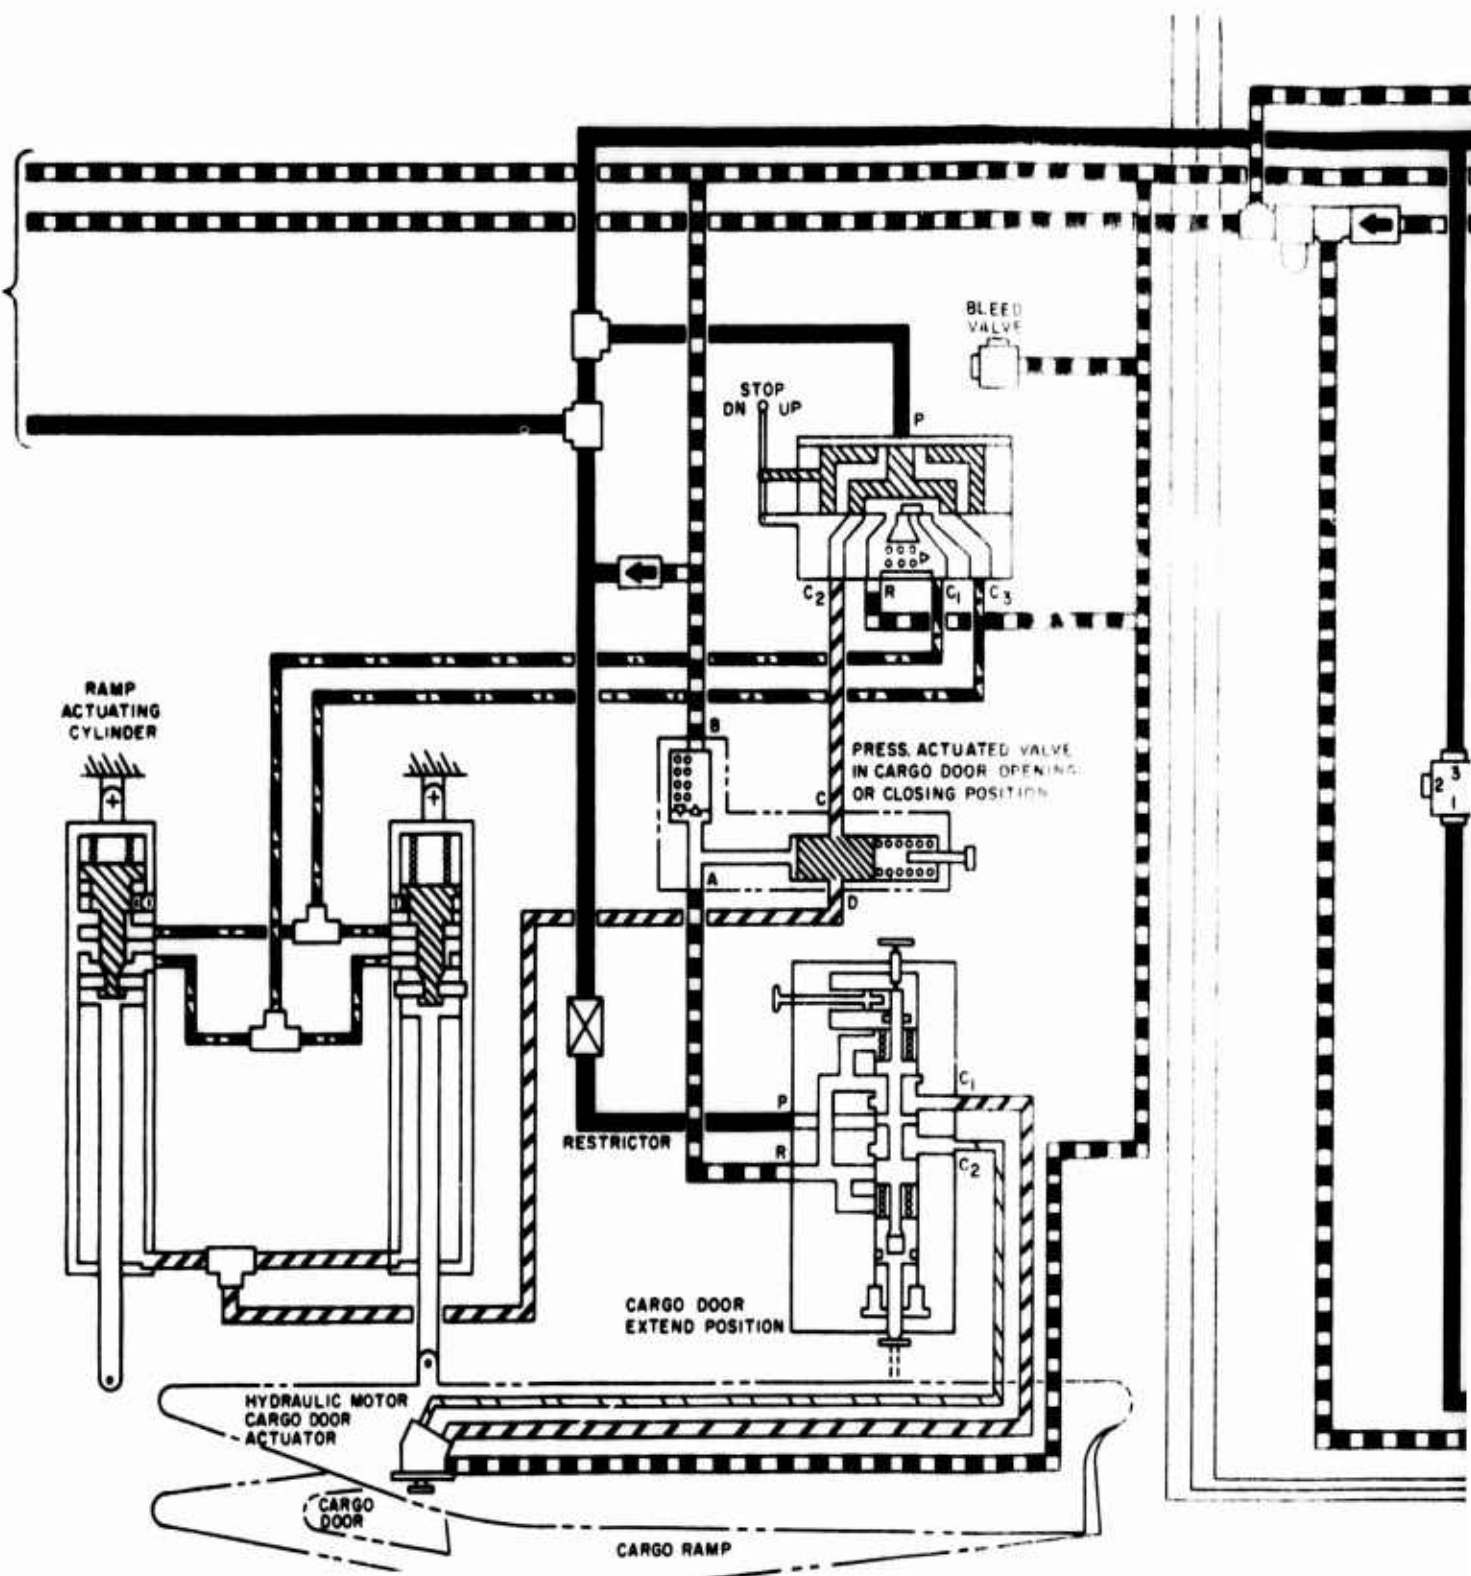 BLEED
VALVE
STOP
DN UP
P
C2 R C1 C3
RAMP
ACTUATING
CYLINDER
B
PRESS. ACTUATED VALVE
IN CARGO DOOR OPENING
OR CLOSING POSITION
C
A
D
2 3
1
C1
P
RESTRICTOR
R
C2
CARGO DOOR
EXTEND POSITION
HYDRAULIC MOTOR
CARGO DOOR
ACTUATOR
CARGO
DOOR
CARGO RAMP